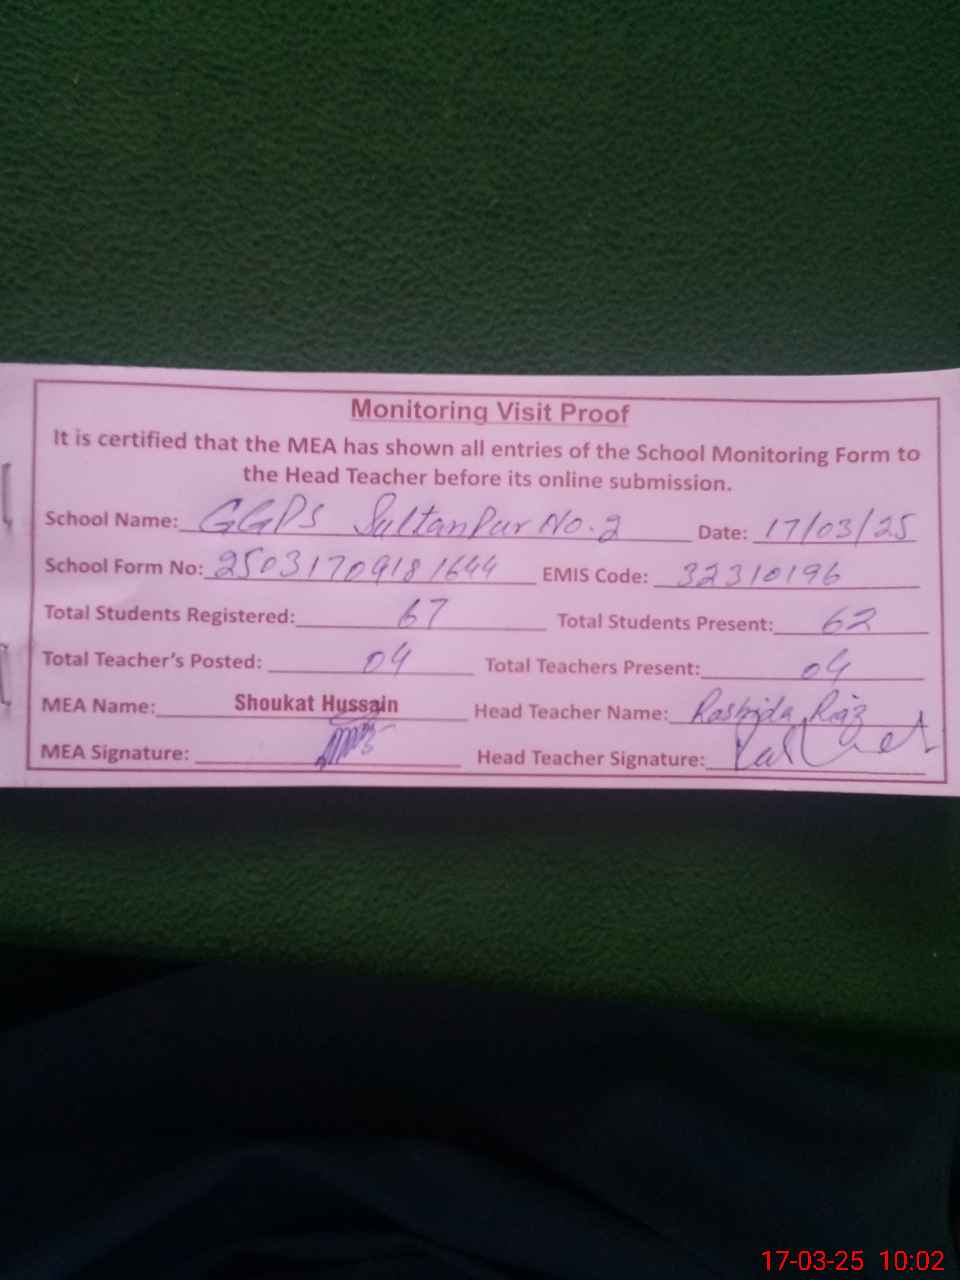 Monitoring Visit Proof
It is certified that the MEA has shown all entries of the School Monitoring Form to
the Head Teacher before its online submission.
School Name: GGPS Sultanpur No.2 Date: 17/03/25
School Form No: 25031709181644 EMIS Code: 32310196
Total Students Registered: 67 Total Students Present: 62
Total Teacher's Posted: 04 Total Teachers Present: 04
MEA Name: Shoukat Hussain Head Teacher Name: Rashida Riaz
MEA Signature: Head Teacher Signature:
17-03-25 10:02